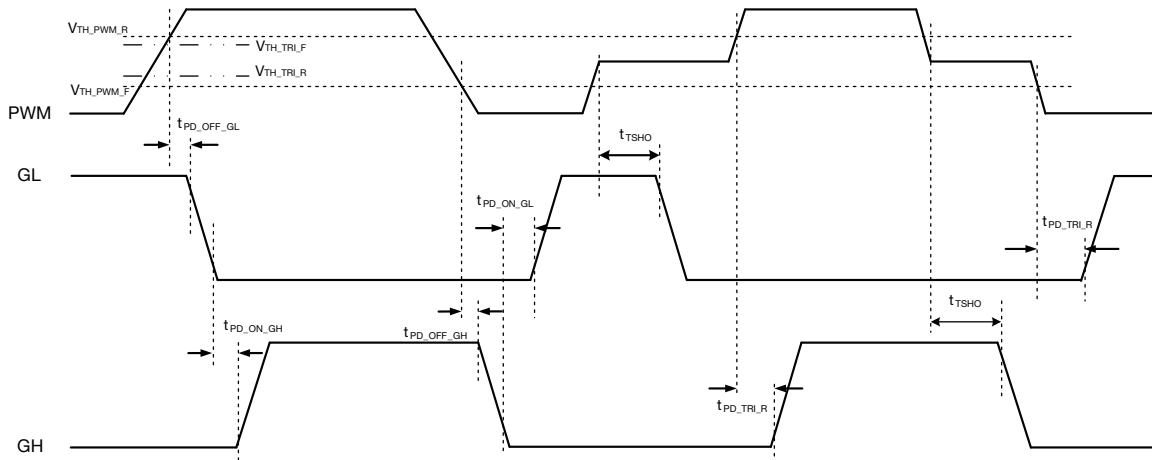 VTH_PWM_R
VTH_TRI_F
VTH_TRI_R
VTH_PWM_F
PWM
tPD_OFF_GL
tTSHO
GL
tPD_ON_GL
tPD_TRI_R
tTSHO
tPD_ON_GH
tPD_OFF_GH
tPD_TRI_R
GH